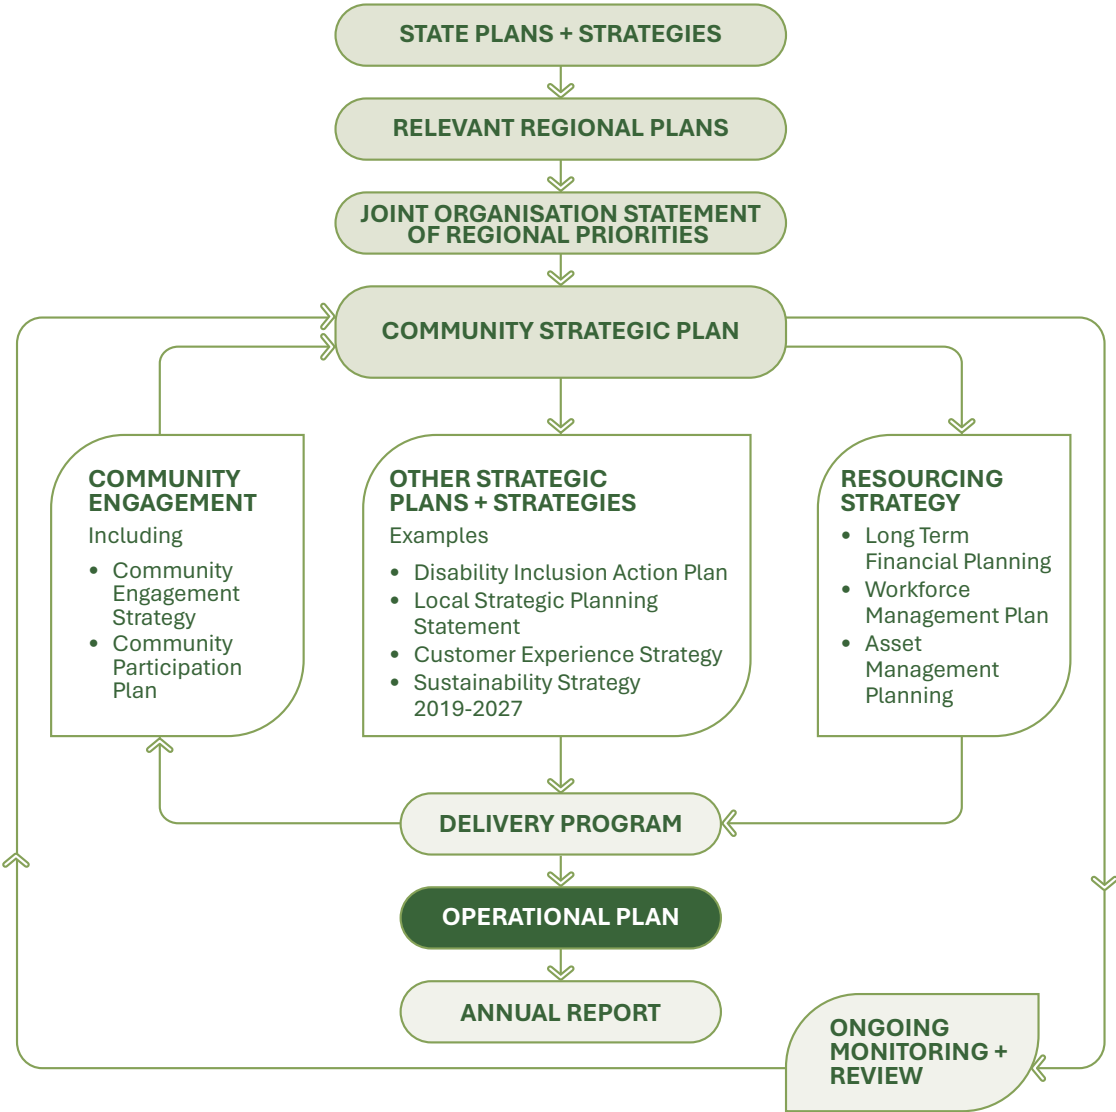 STATE PLANS + STRATEGIES
RELEVANT REGIONAL PLANS
JOINT ORGANISATION STATEMENT
OF REGIONAL PRIORITIES
COMMUNITY STRATEGIC PLAN
COMMUNITY
ENGAGEMENT
Including
• Community
Engagement
Strategy
• Community
Participation
Plan
OTHER STRATEGIC
PLANS + STRATEGIES
Examples
• Disability Inclusion Action Plan
• Local Strategic Planning
Statement
• Customer Experience Strategy
• Sustainability Strategy
2019-2027
RESOURCING
STRATEGY
• Long Term
Financial Planning
• Workforce
Management Plan
• Asset
Management
Planning
DELIVERY PROGRAM
OPERATIONAL PLAN
ANNUAL REPORT
ONGOING
MONITORING +
REVIEW